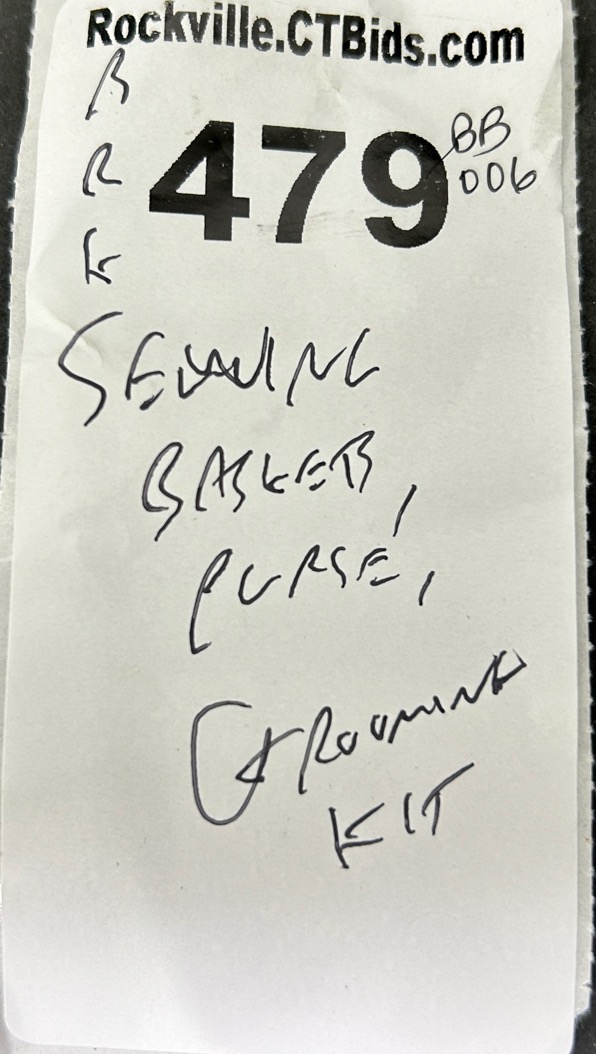 Rockville.CTBids.com
B
R
K
479
BB
006
SEWING
BASKET,
PURSE,
GROOMING
KIT